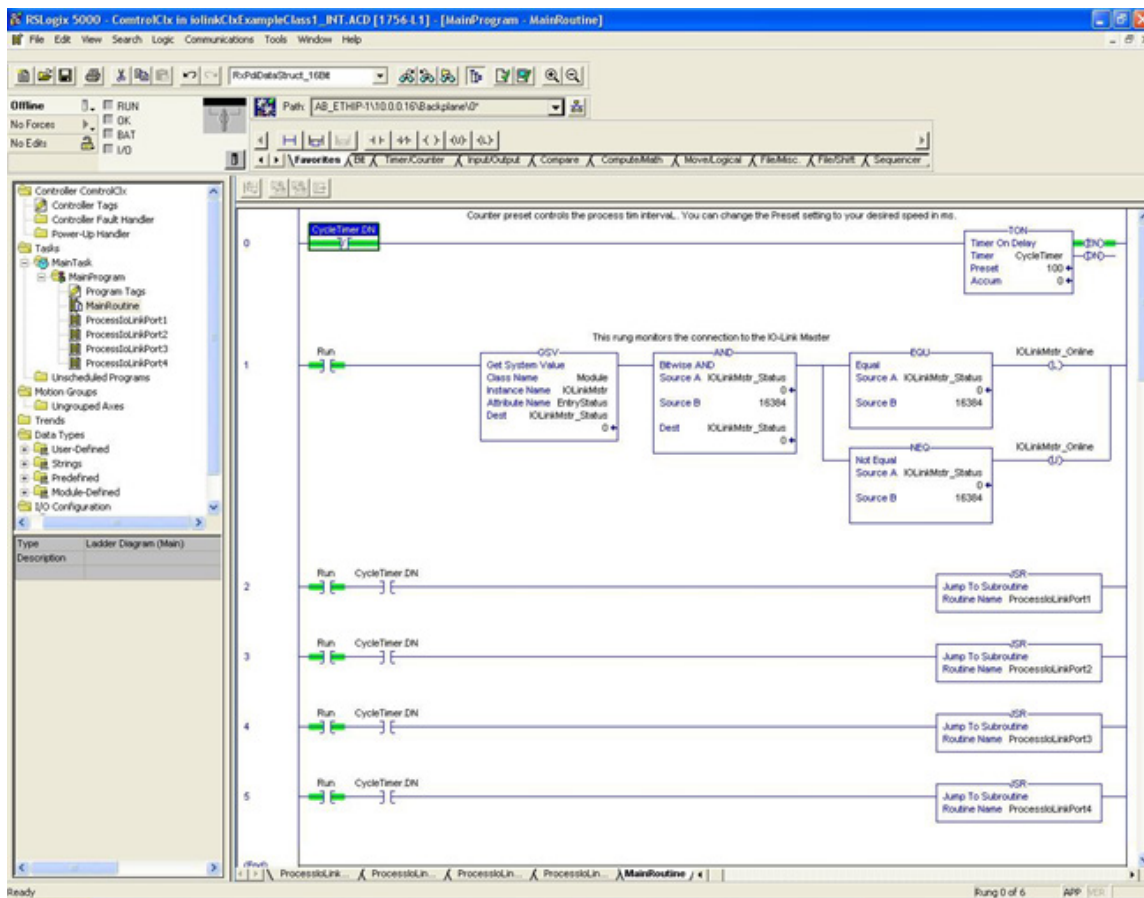 RSLogix 5000 - ComtrolClx in iolinkClxExampleClass1_INT.ACD [1756-L1] - [MainProgram - MainRoutine]
File Edit View Search Logic Communications Tools Window Help
RxPdiDataStruct_16Bit
Offline
RUN
No Forces
OK
BAT
No Edits
I/O
Path: AB_ETHIP-1\10.0.0.16\Backplane\0*
Favorites Bit Timer/Counter Input/Output Compare Compute/Math Move/Logical File/Misc. File/Shift Sequencer
Controller ComtrolClx
Controller Tags
Controller Fault Handler
Power-Up Handler
Tasks
MainTask
MainProgram
Program Tags
MainRoutine
ProcessIoLinkPort1
ProcessIoLinkPort2
ProcessIoLinkPort3
ProcessIoLinkPort4
Unscheduled Programs
Motion Groups
Ungrouped Axes
Trends
Data Types
User-Defined
Strings
Predefined
Module-Defined
I/O Configuration
Type Ladder Diagram (Main)
Description
Counter preset controls the process tim interval,. You can change the Preset setting to your desired speed in ms.
0
CycleTimer.DN
TON
Timer On Delay
Timer CycleTimer
Preset 100
Accum 0
EN
DN
This rung monitors the connection to the IO-Link Master
1
Run
GSV
Get System Value
Class Name Module
Instance Name IOLinkMstr
Attribute Name EntryStatus
Dest IOLinkMstr_Status
0
AND
Bitwise AND
Source A IOLinkMstr_Status
0
Source B 16384
Dest IOLinkMstr_Status
0
EQU
Equal
Source A IOLinkMstr_Status
0
Source B 16384
IOLinkMstr_Online
L
NEQ
Not Equal
Source A IOLinkMstr_Status
0
Source B 16384
IOLinkMstr_Online
U
2
Run CycleTimer.DN
JSR
Jump To Subroutine
Routine Name ProcessIoLinkPort1
3
Run CycleTimer.DN
JSR
Jump To Subroutine
Routine Name ProcessIoLinkPort2
4
Run CycleTimer.DN
JSR
Jump To Subroutine
Routine Name ProcessIoLinkPort3
5
Run CycleTimer.DN
JSR
Jump To Subroutine
Routine Name ProcessIoLinkPort4
(End)
ProcessIoLink... ProcessIoLin... ProcessIoLin... ProcessIoLin... MainRoutine
Ready
Rung 0 of 6 APP VER